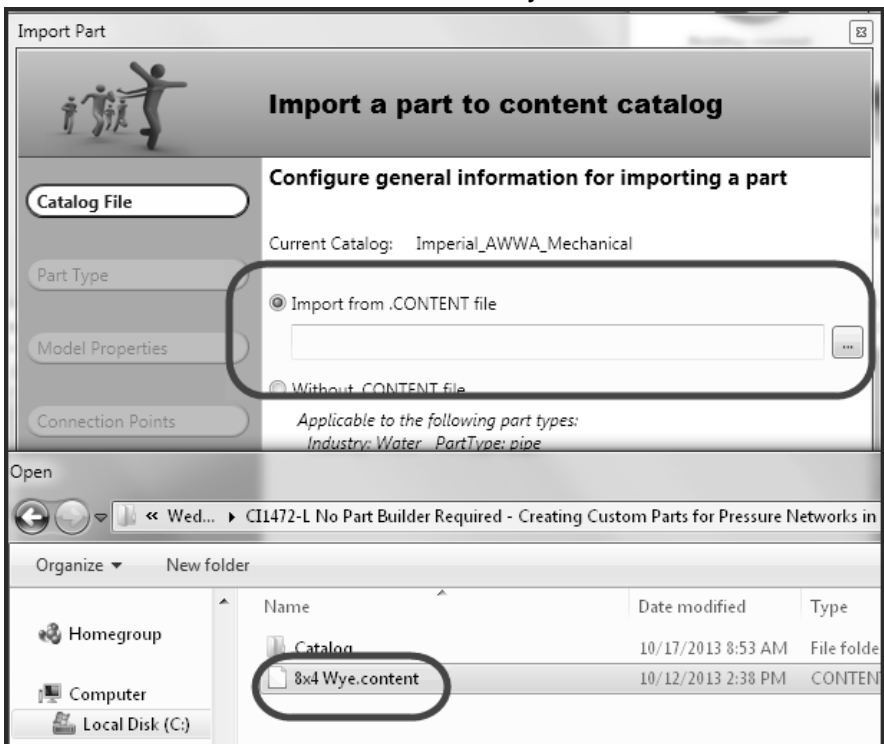 Import Part
Import a part to content catalog
Configure general information for importing a part
Catalog File
Current Catalog: Imperial_AWWA_Mechanical
Part Type
Import from .CONTENT file
...
Model Properties
Without .CONTENT file
Connection Points
Applicable to the following part types:
Industry: Water PartType: pipe
Open
« Wed... ▸ CI1472-L No Part Builder Required - Creating Custom Parts for Pressure Networks in
Organize ▾ New folder
Name Date modified Type
Homegroup
Catalog 10/17/2013 8:53 AM File folde
8x4 Wye.content 10/12/2013 2:38 PM CONTEN
Computer
Local Disk (C:)